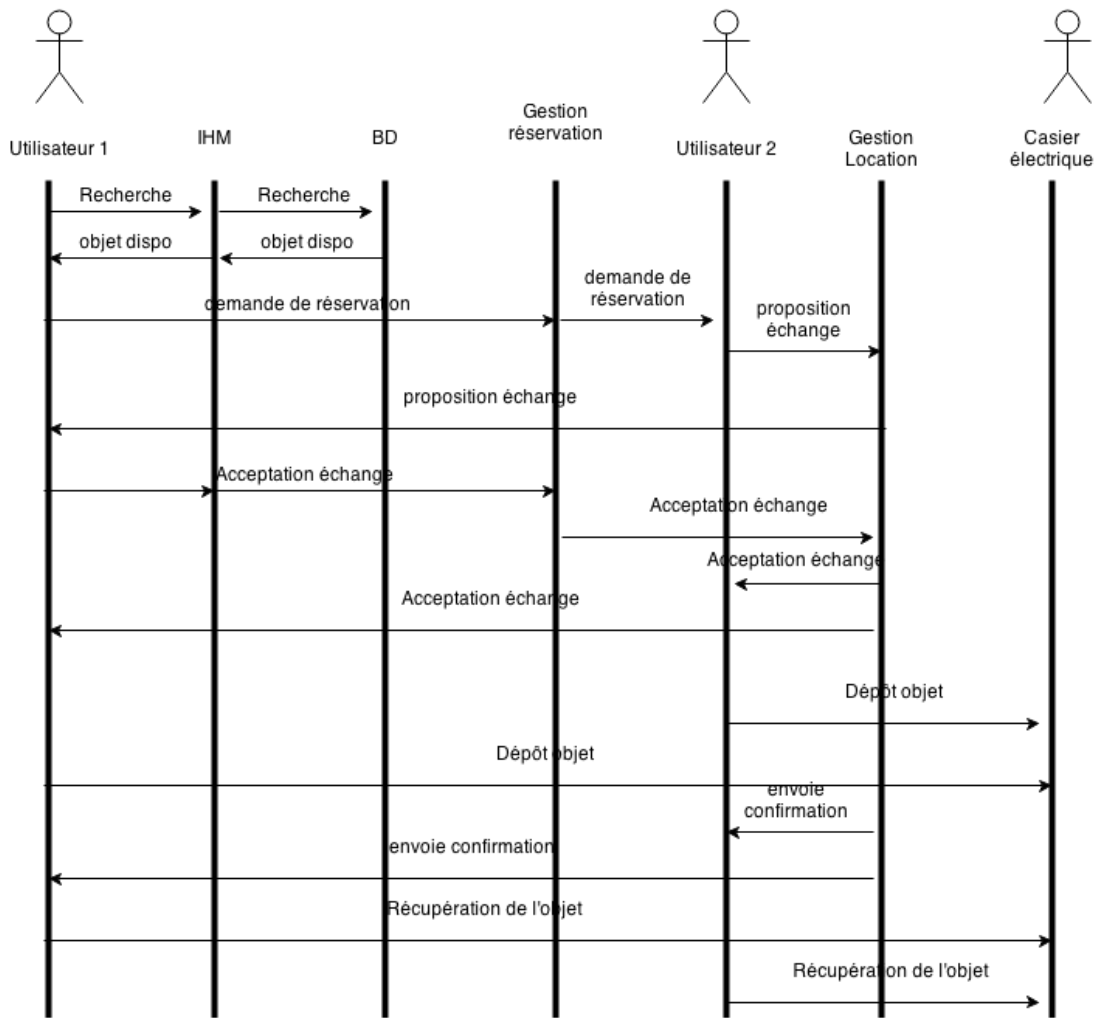 Utilisateur 1
IHM
BD
Gestion
réservation
Utilisateur 2
Gestion
Location
Casier
électrique
Recherche
Recherche
objet dispo
objet dispo
demande de réservation
demande de
réservation
proposition
échange
proposition échange
Acceptation échange
Acceptation échange
Acceptation échange
Acceptation échange
Dépôt objet
Dépôt objet
envoie
confirmation
envoie confirmation
Récupération de l'objet
Récupération de l'objet